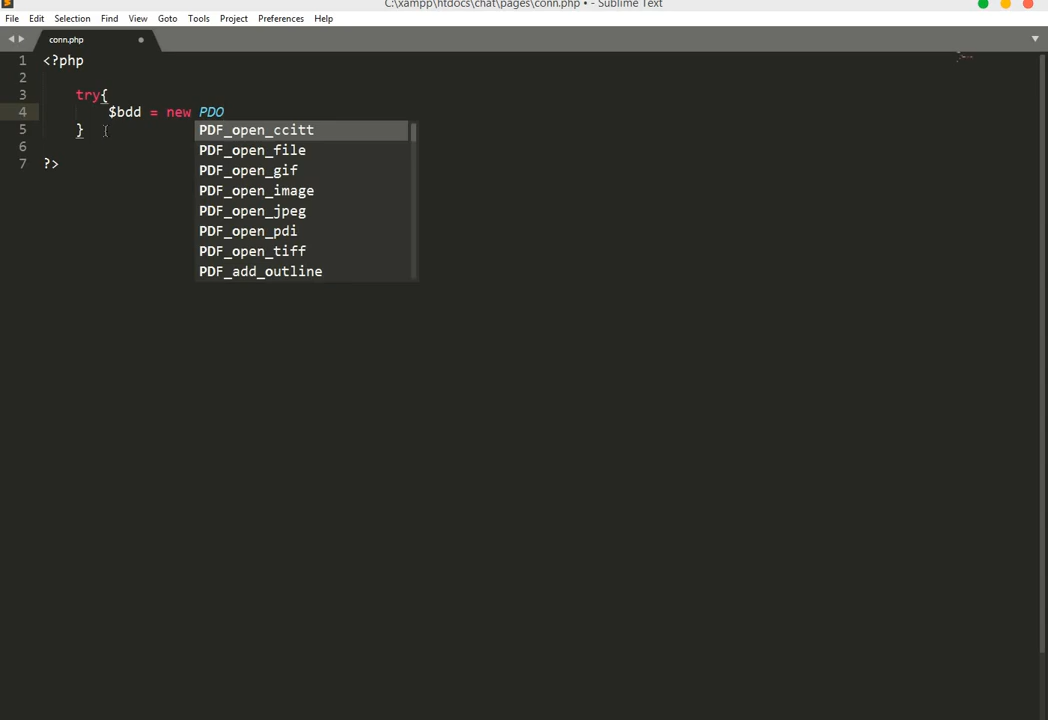 C:\xampp\htdocs\chat\pages\conn.php • - Sublime Text
File Edit Selection Find View Goto Tools Project Preferences Help
conn.php
1 <?php
2
3 try{
4 $bdd = new PDO
5 }
6
7 ?>
PDF_open_ccitt
PDF_open_file
PDF_open_gif
PDF_open_image
PDF_open_jpeg
PDF_open_pdi
PDF_open_tiff
PDF_add_outline